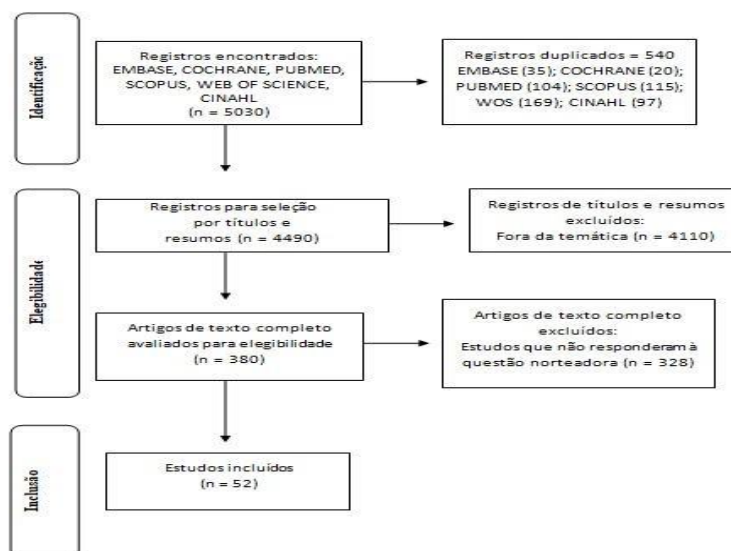 Identificação
Registros encontrados:
EMBASE, COCHRANE, PUBMED,
SCOPUS, WEB OF SCIENCE,
CINAHL
(n = 5030)
Registros duplicados = 540
EMBASE (35); COCHRANE (20);
PUBMED (104); SCOPUS (115);
WOS (169); CINAHL (97)
Elegibilidade
Registros para seleção
por títulos e
resumos (n = 4490)
Registros de títulos e resumos
excluídos:
Fora da temática (n = 4110)
Artigos de texto completo
avaliados para elegibilidade
(n = 380)
Artigos de texto completo
excluídos:
Estudos que não responderam à
questão norteadora (n = 328)
Inclusão
Estudos incluídos
(n = 52)